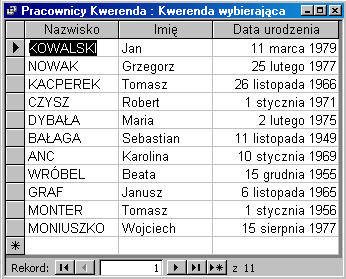 Pracownicy Kwerenda : Kwerenda wybierająca
Nazwisko Imię Data urodzenia
KOWALSKI Jan 11 marca 1979
NOWAK Grzegorz 25 lutego 1977
KACPEREK Tomasz 26 listopada 1966
CZYSZ Robert 1 stycznia 1971
DYBAŁA Maria 2 lutego 1975
BAŁAGA Sebastian 11 listopada 1949
ANC Karolina 10 stycznia 1969
WRÓBEL Beata 15 grudnia 1955
GRAF Janusz 6 listopada 1965
MONTER Tomasz 1 stycznia 1956
MONIUSZKO Wojciech 15 sierpnia 1977
Rekord: 1 z 11